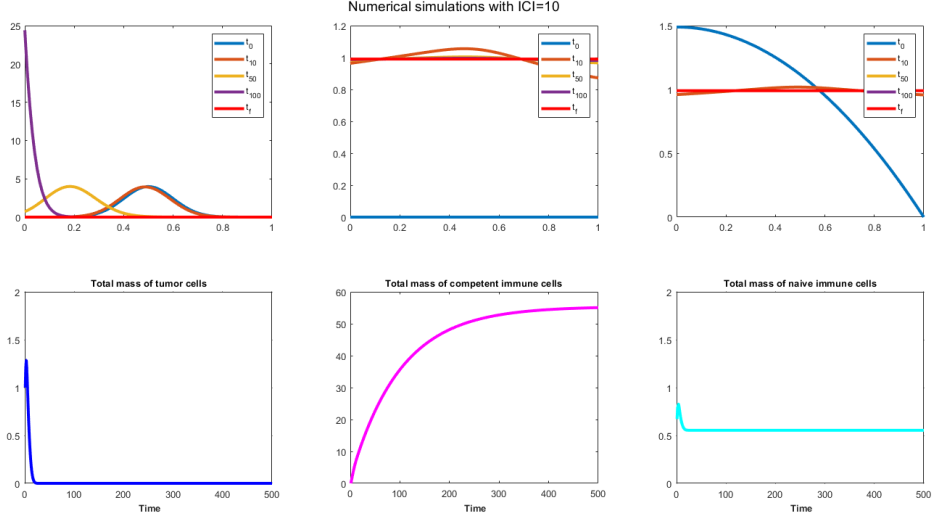 Numerical simulations with ICI=10
25
20
15
10
5
0
0 0.2 0.4 0.6 0.8 1
t0
t10
t50
t100
tf
1.2
1
0.8
0.6
0.4
0.2
0
0 0.2 0.4 0.6 0.8 1
t0
t10
t50
t100
tf
1.5
1
0.5
0
0 0.2 0.4 0.6 0.8 1
t0
t10
t50
t100
tf
Total mass of tumor cells
2
1.5
1
0.5
0
0 100 200 300 400 500
Time
Total mass of competent immune cells
60
50
40
30
20
10
0
0 100 200 300 400 500
Time
Total mass of naive immune cells
2
1.5
1
0.5
0
0 100 200 300 400 500
Time